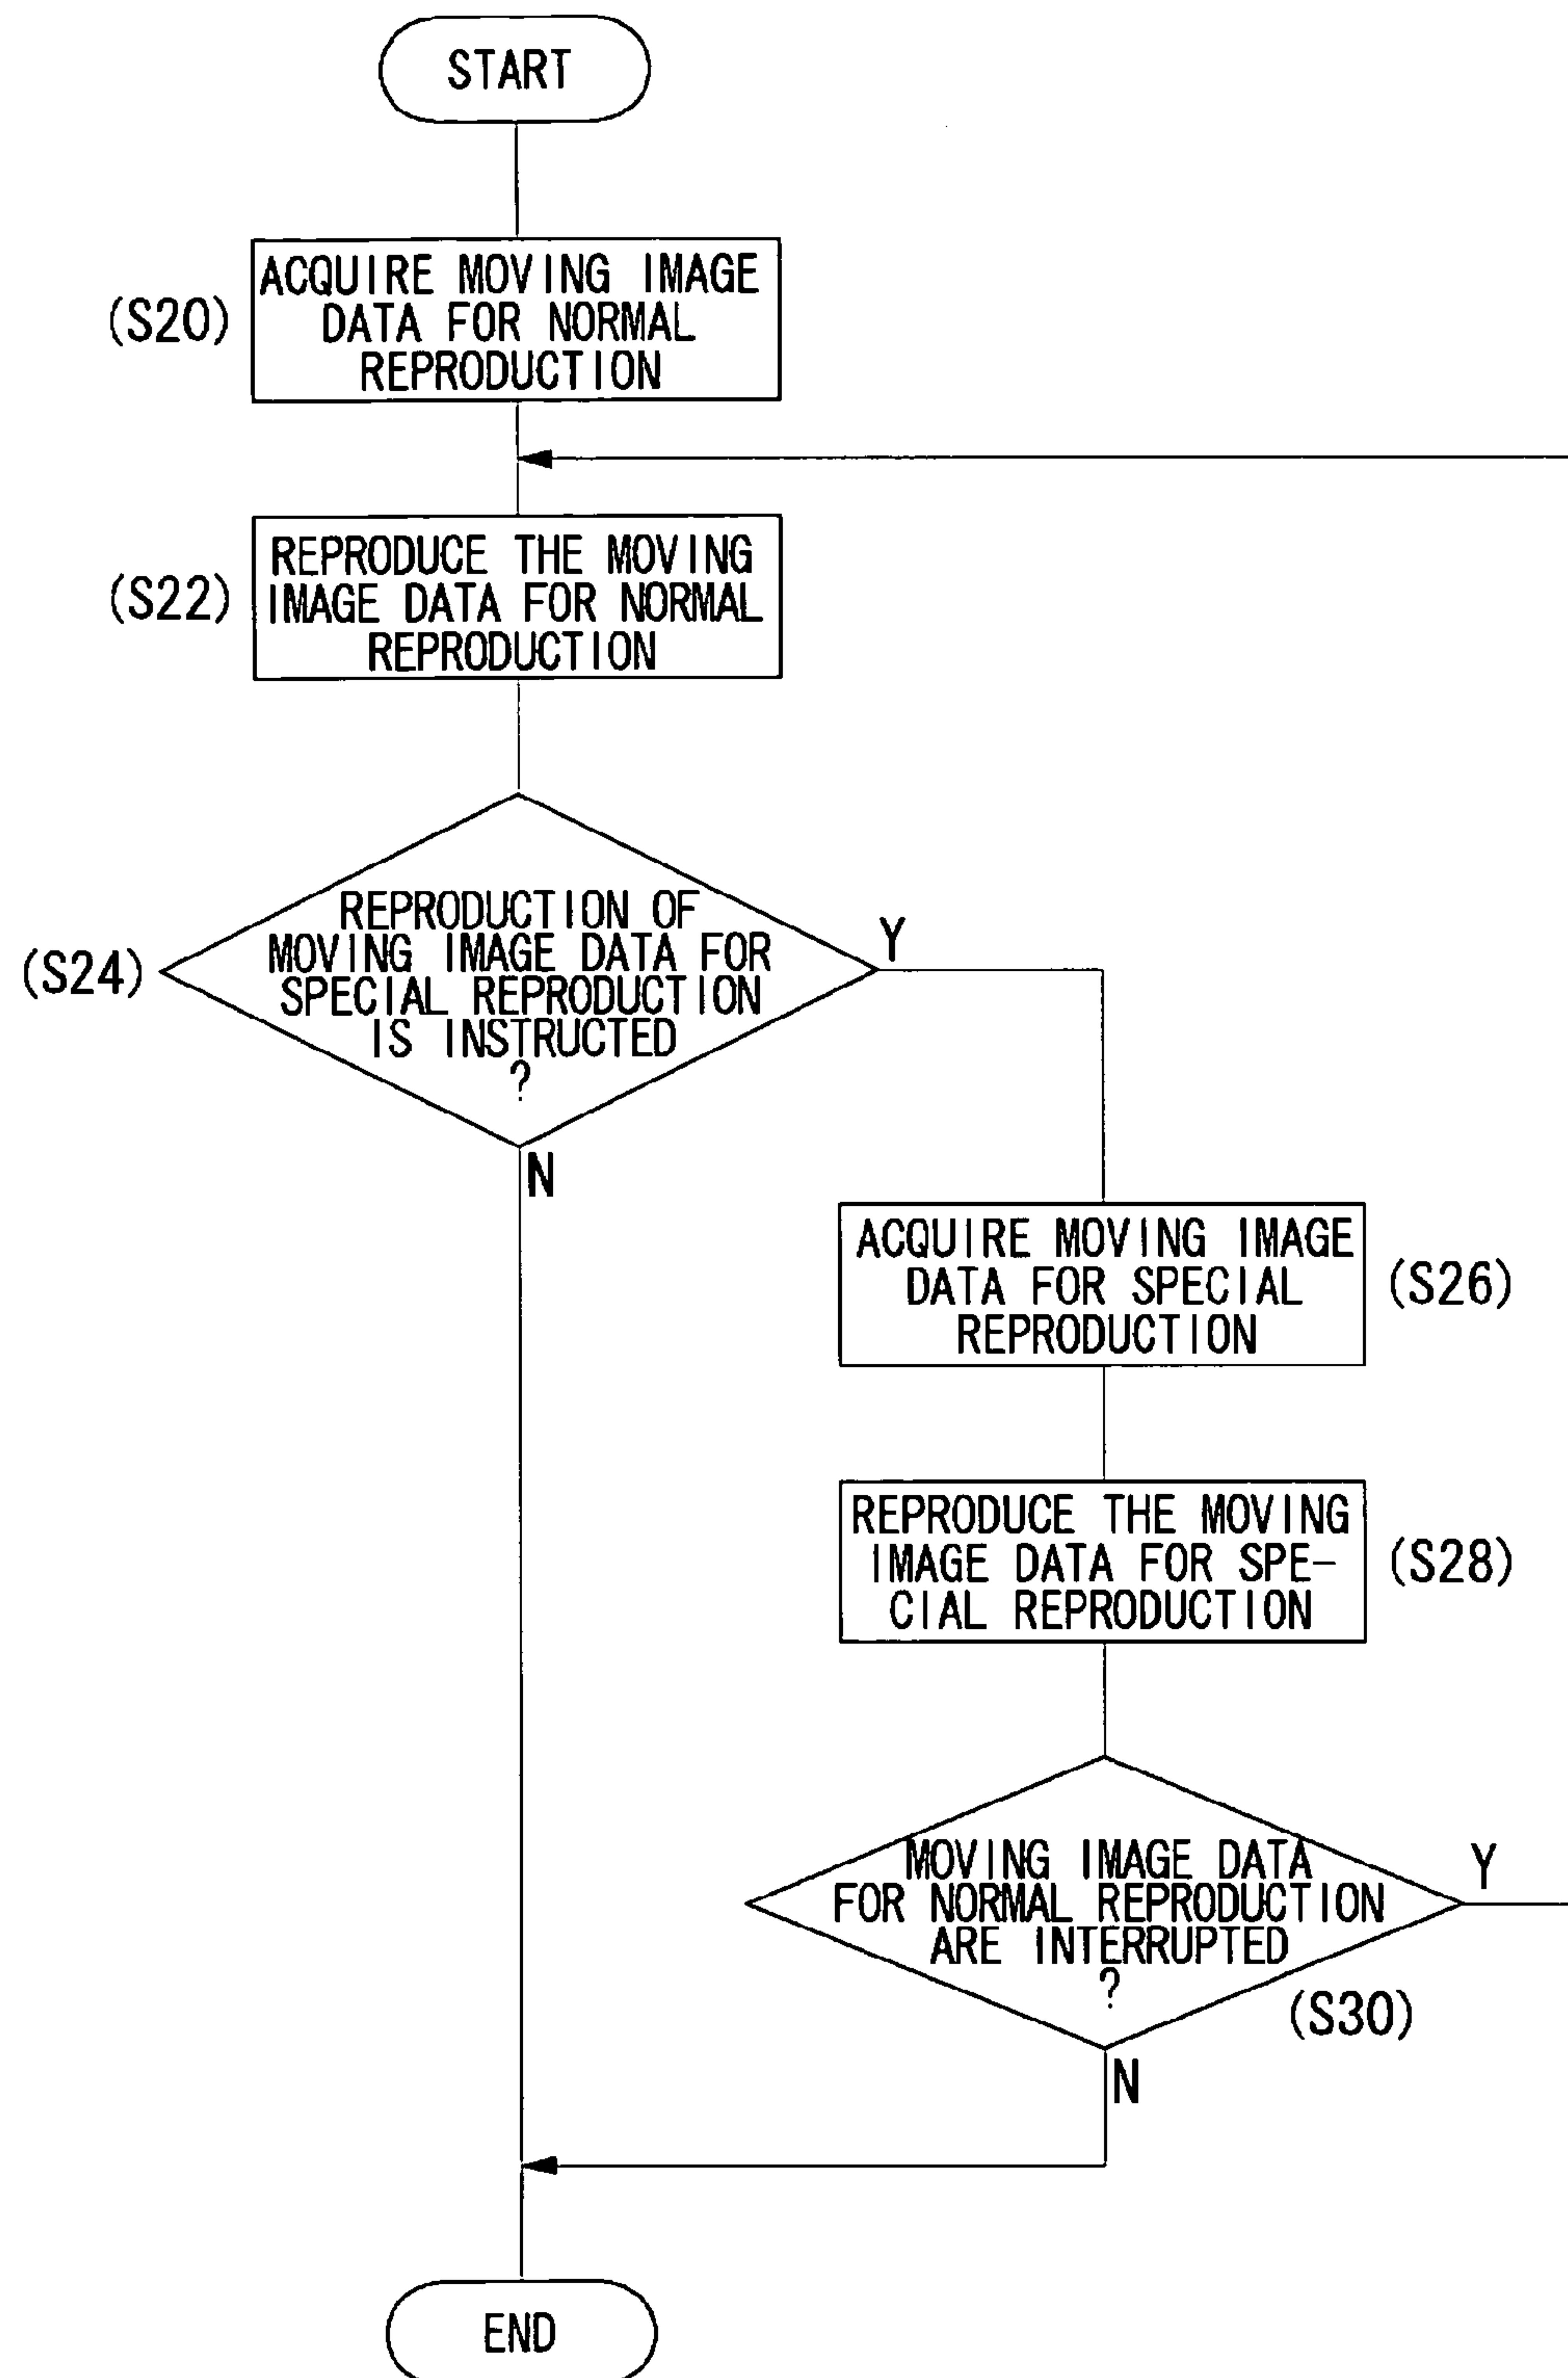 START
(S20)
ACQUIRE MOVING IMAGE
DATA FOR NORMAL
REPRODUCTION
(S22)
REPRODUCE THE MOVING
IMAGE DATA FOR NORMAL
REPRODUCTION
(S24)
REPRODUCTION OF
MOVING IMAGE DATA FOR
SPECIAL REPRODUCTION
IS INSTRUCTED
?
Y
N
ACQUIRE MOVING IMAGE
DATA FOR SPECIAL
REPRODUCTION
(S26)
REPRODUCE THE MOVING
IMAGE DATA FOR SPE-
CIAL REPRODUCTION
(S28)
MOVING IMAGE DATA
FOR NORMAL REPRODUCTION
ARE INTERRUPTED
?
Y
(S30)
N
END